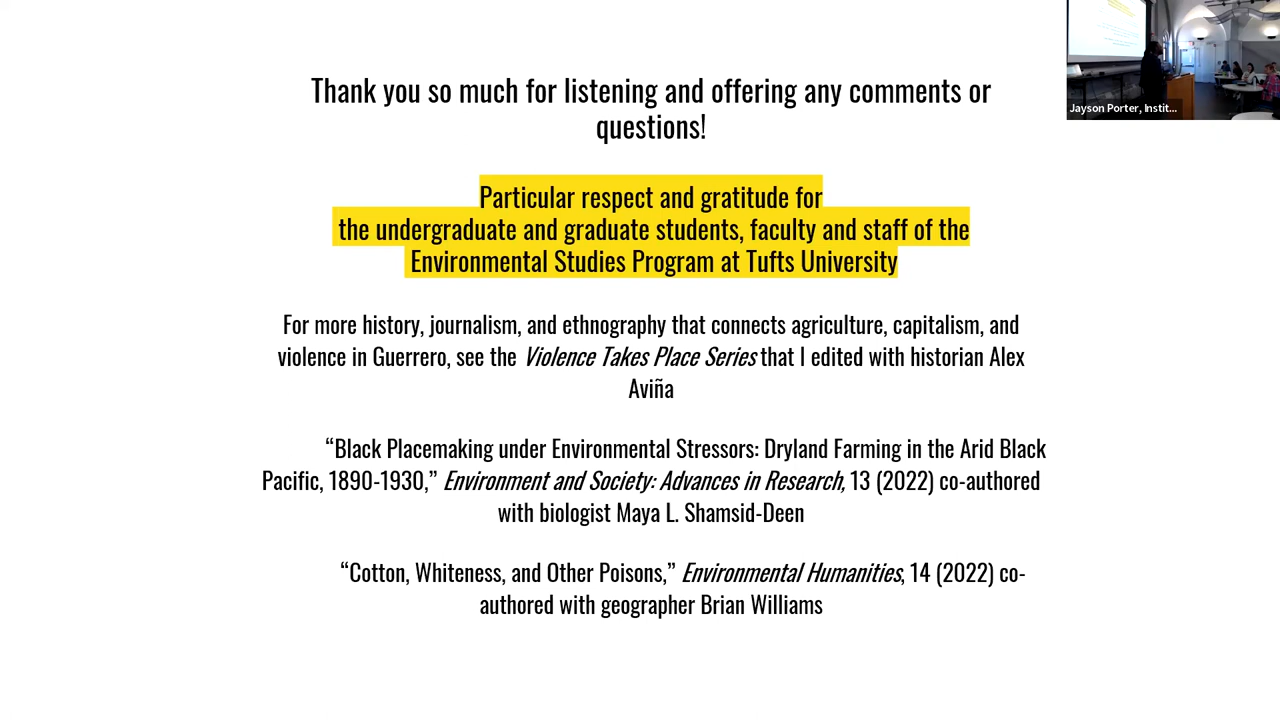 Thank you so much for listening and offering any comments or
questions!
Particular respect and gratitude for
the undergraduate and graduate students, faculty and staff of the
Environmental Studies Program at Tufts University
For more history, journalism, and ethnography that connects agriculture, capitalism, and
violence in Guerrero, see the Violence Takes Place Series that I edited with historian Alex
Aviña
“Black Placemaking under Environmental Stressors: Dryland Farming in the Arid Black
Pacific, 1890-1930,” Environment and Society: Advances in Research, 13 (2022) co-authored
with biologist Maya L. Shamsid-Deen
“Cotton, Whiteness, and Other Poisons,” Environmental Humanities, 14 (2022) co-
authored with geographer Brian Williams
Jayson Porter, Instit...